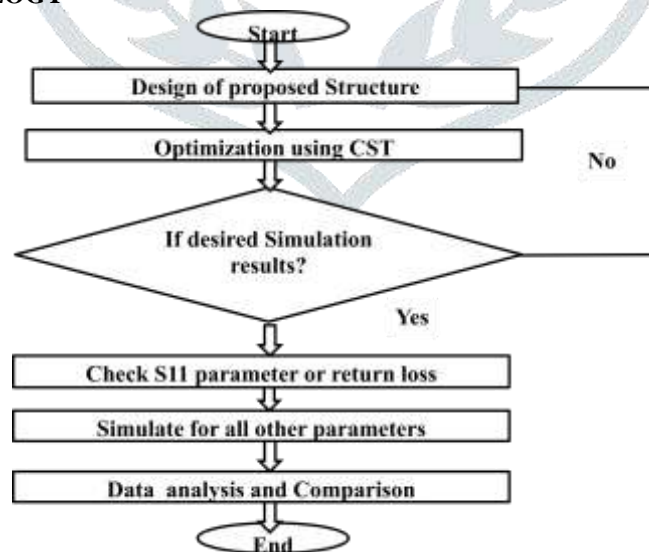 Start
Design of proposed Structure
Optimization using CST
No
If desired Simulation
results?
Yes
Check S11 parameter or return loss
Simulate for all other parameters
Data analysis and Comparison
End